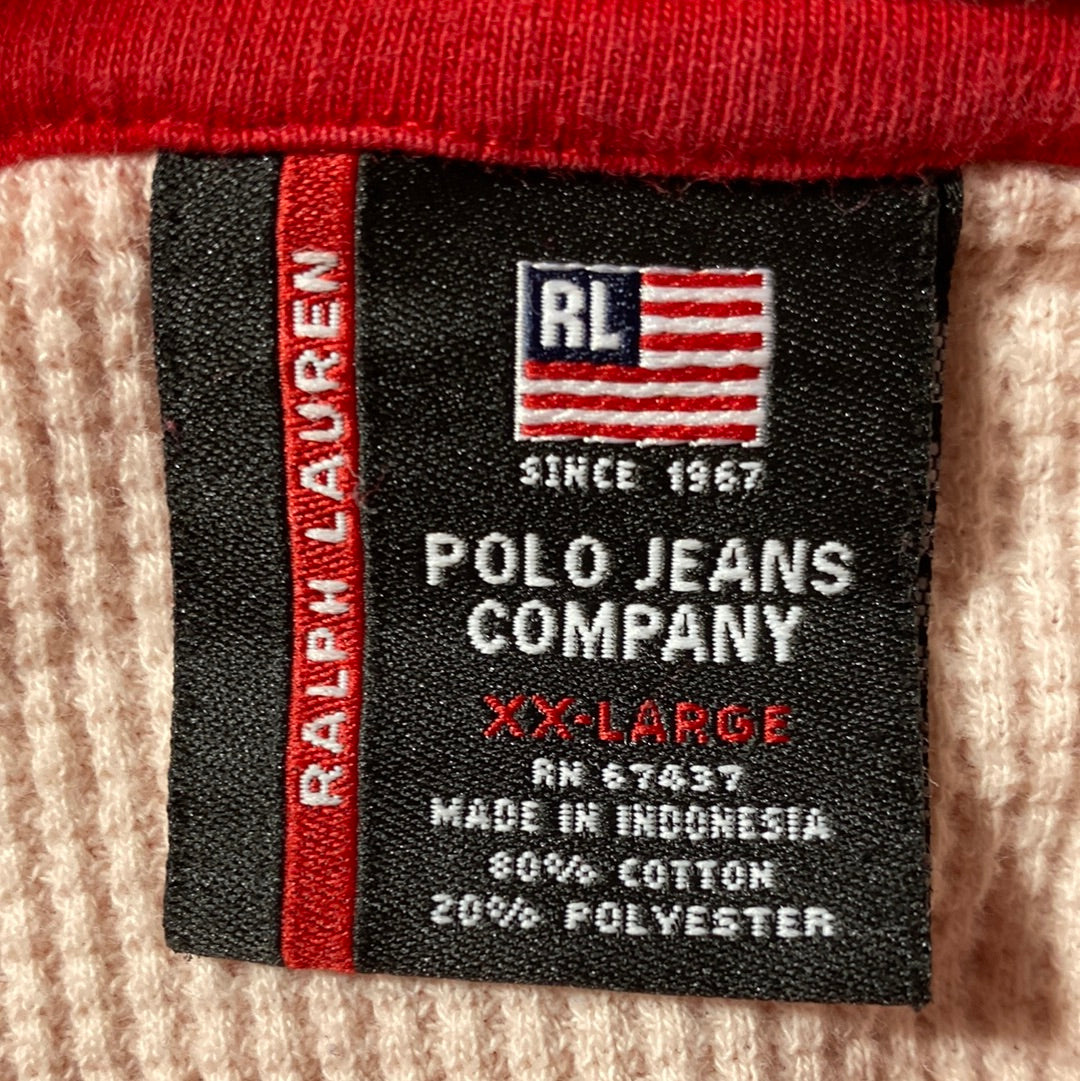 RALPH LAUREN
RL
SINCE 1967
POLO JEANS
COMPANY
XX-LARGE
RN 67437
MADE IN INDONESIA
80% COTTON
20% POLYESTER